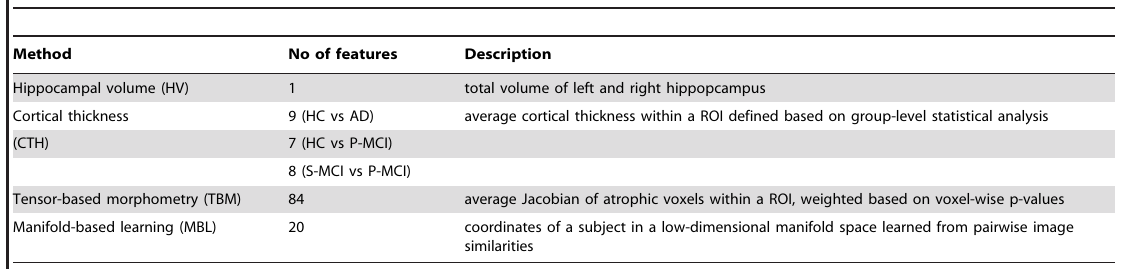 Method No of features Description
Hippocampal volume (HV) 1 total volume of left and right hippopcampus
Cortical thickness 9 (HC vs AD) average cortical thickness within a ROI defined based on group-level statistical analysis
(CTH) 7 (HC vs P-MCI)
8 (S-MCI vs P-MCI)
Tensor-based morphometry (TBM) 84 average Jacobian of atrophic voxels within a ROI, weighted based on voxel-wise p-values
Manifold-based learning (MBL) 20 coordinates of a subject in a low-dimensional manifold space learned from pairwise image
similarities